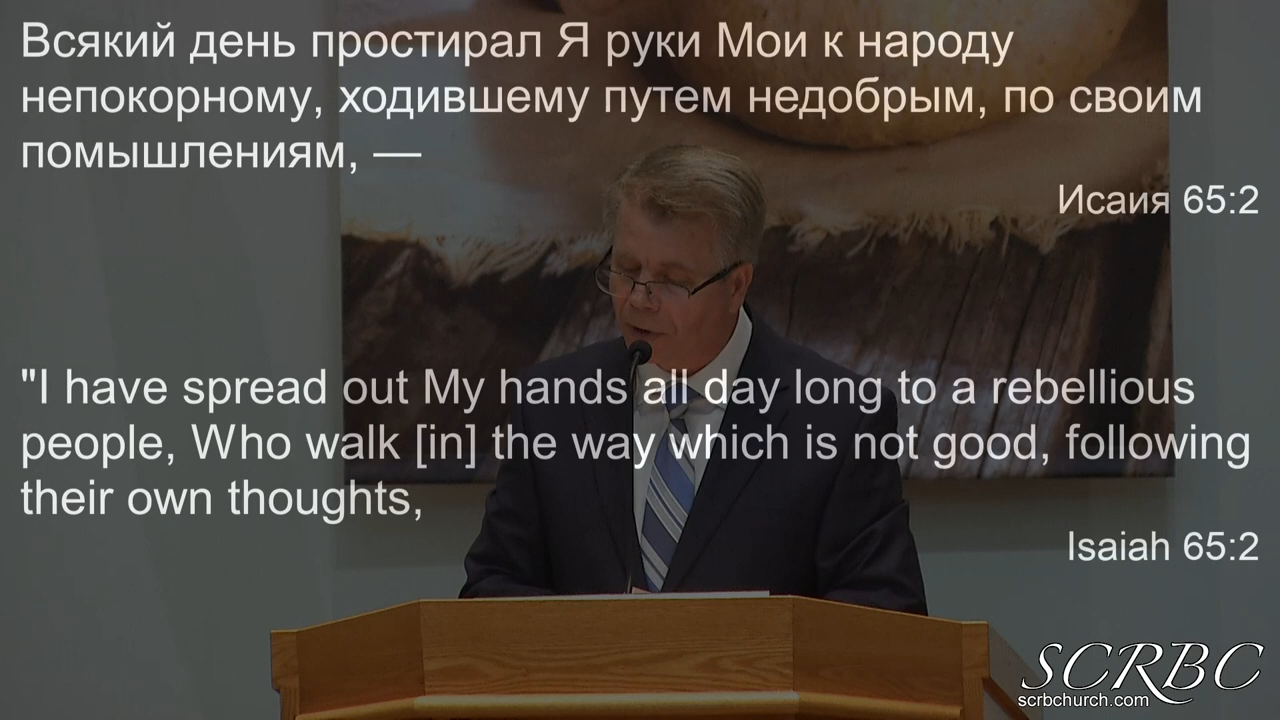 Всякий день простирал Я руки Мои к народу
непокорному, ходившему путем недобрым, по своим
помышлениям, —
Исаия 65:2
"I have spread out My hands all day long to a rebellious
people, Who walk [in] the way which is not good, following
their own thoughts,
Isaiah 65:2
SCRBC
scrbchurch.com